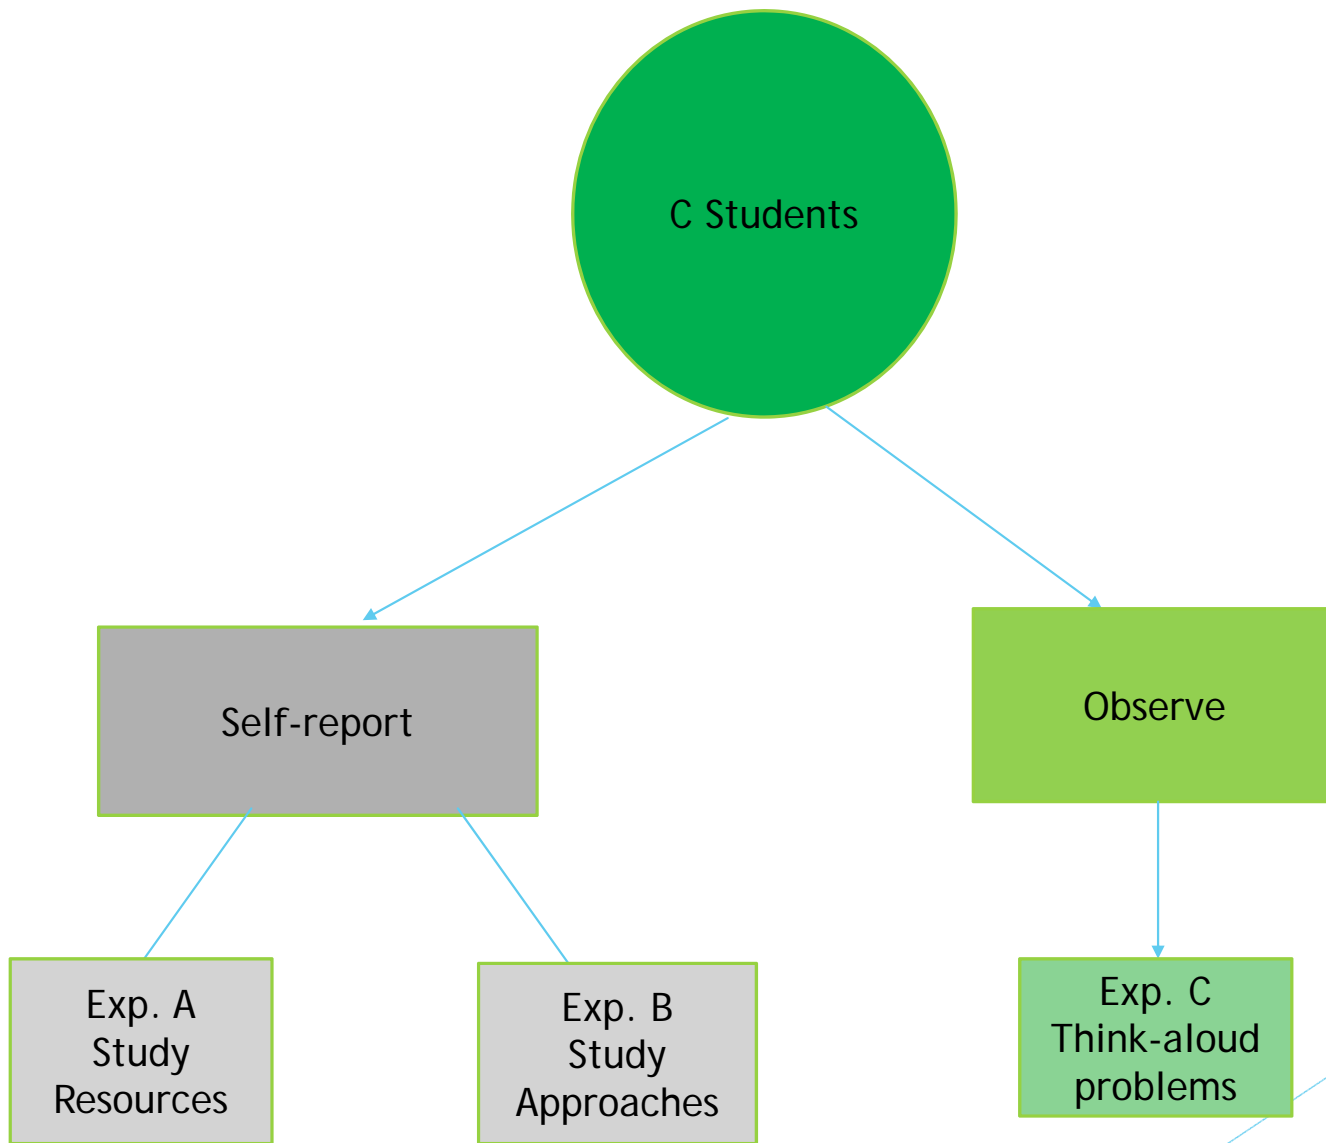 C Students
Self-report
Observe
Exp. A
Study
Resources
Exp. B
Study
Approaches
Exp. C
Think-aloud
problems